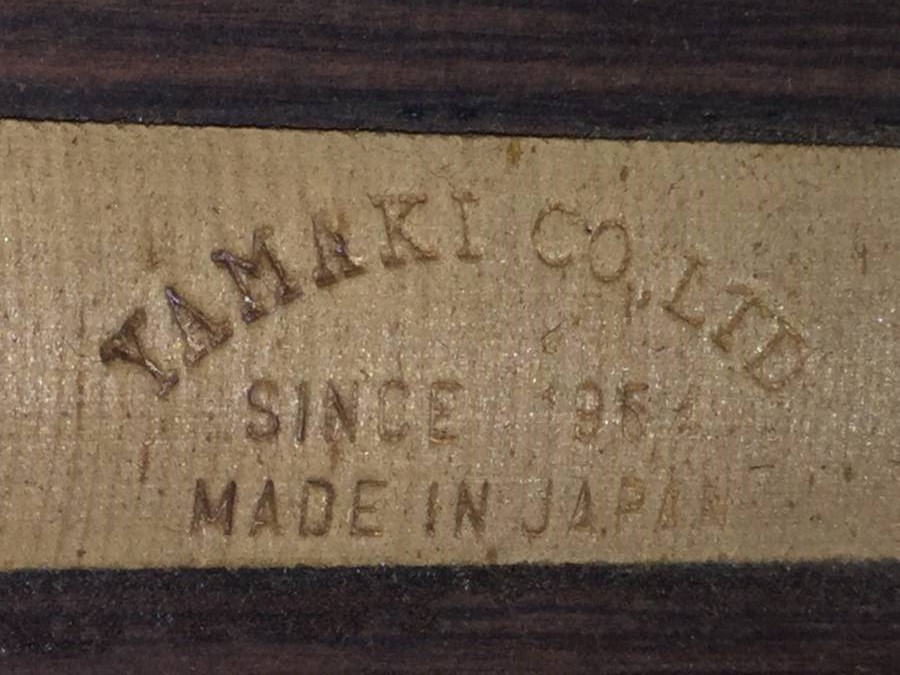 YAMAKI CO., LTD
SINCE
MADE IN JAPAN